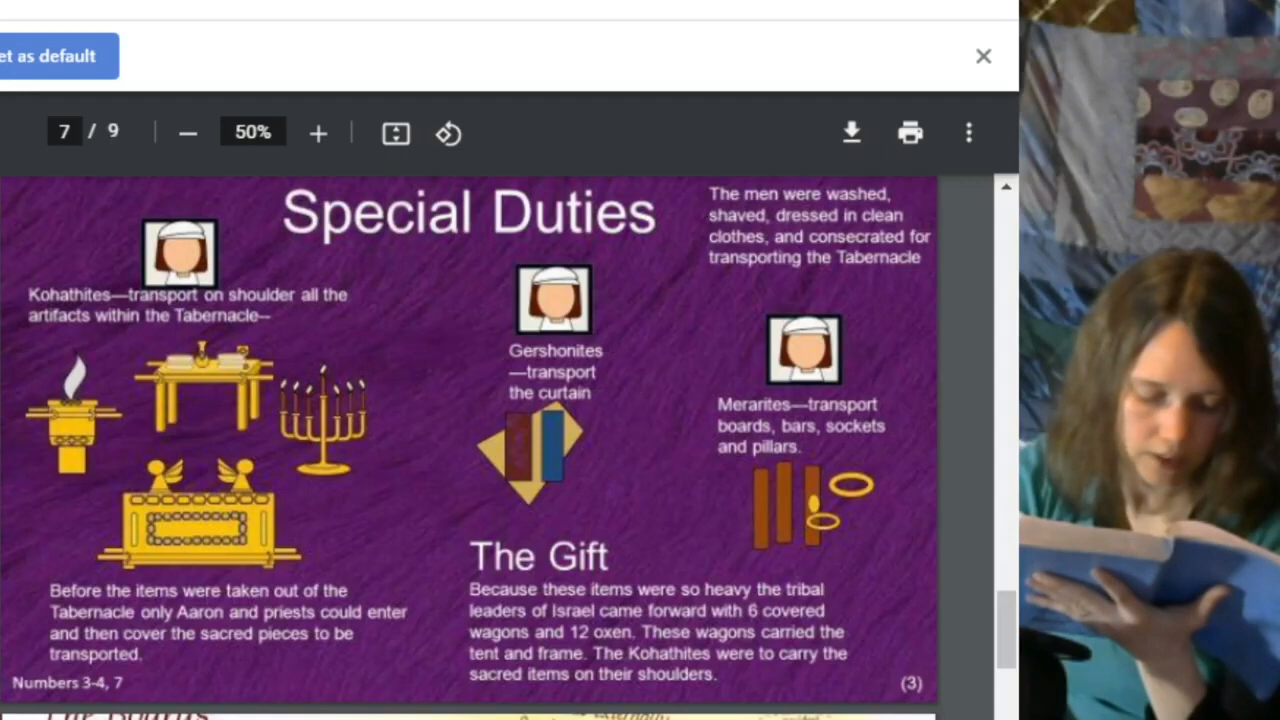 et as default
7 / 9
50%
Special Duties
The men were washed,
shaved, dressed in clean
clothes, and consecrated for
transporting the Tabernacle
Kohathites—transport on shoulder all the
artifacts within the Tabernacle–
Gershonites
—transport
the curtain
Merarites—transport
boards, bars, sockets
and pillars.
Before the items were taken out of the
Tabernacle only Aaron and priests could enter
and then cover the sacred pieces to be
transported.
The Gift
Because these items were so heavy the tribal
leaders of Israel came forward with 6 covered
wagons and 12 oxen. These wagons carried the
tent and frame. The Kohathites were to carry the
sacred items on their shoulders.
Numbers 3-4, 7
(3)